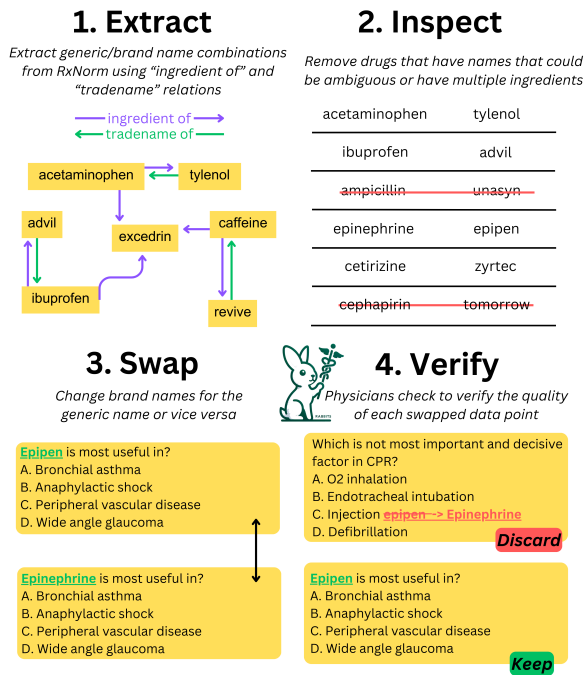 1. Extract
Extract generic/brand name combinations
from RxNorm using “ingredient of” and
“tradename” relations
ingredient of
tradename of
acetaminophen
tylenol
advil
excedrin
caffeine
ibuprofen
revive
2. Inspect
Remove drugs that have names that could
be ambiguous or have multiple ingredients
acetaminophen tylenol
ibuprofen advil
ampicillin unasyn
epinephrine epipen
cetirizine zyrtec
cephapirin tomorrow
3. Swap
Change brand names for the
generic name or vice versa
Epipen is most useful in?
A. Bronchial asthma
B. Anaphylactic shock
C. Peripheral vascular disease
D. Wide angle glaucoma
Epinephrine is most useful in?
A. Bronchial asthma
B. Anaphylactic shock
C. Peripheral vascular disease
D. Wide angle glaucoma
RABBITS
4. Verify
Physicians check to verify the quality
of each swapped data point
Which is not most important and decisive
factor in CPR?
A. O2 inhalation
B. Endotracheal intubation
C. Injection epipen -> Epinephrine
D. Defibrillation
Discard
Epipen is most useful in?
A. Bronchial asthma
B. Anaphylactic shock
C. Peripheral vascular disease
D. Wide angle glaucoma
Keep